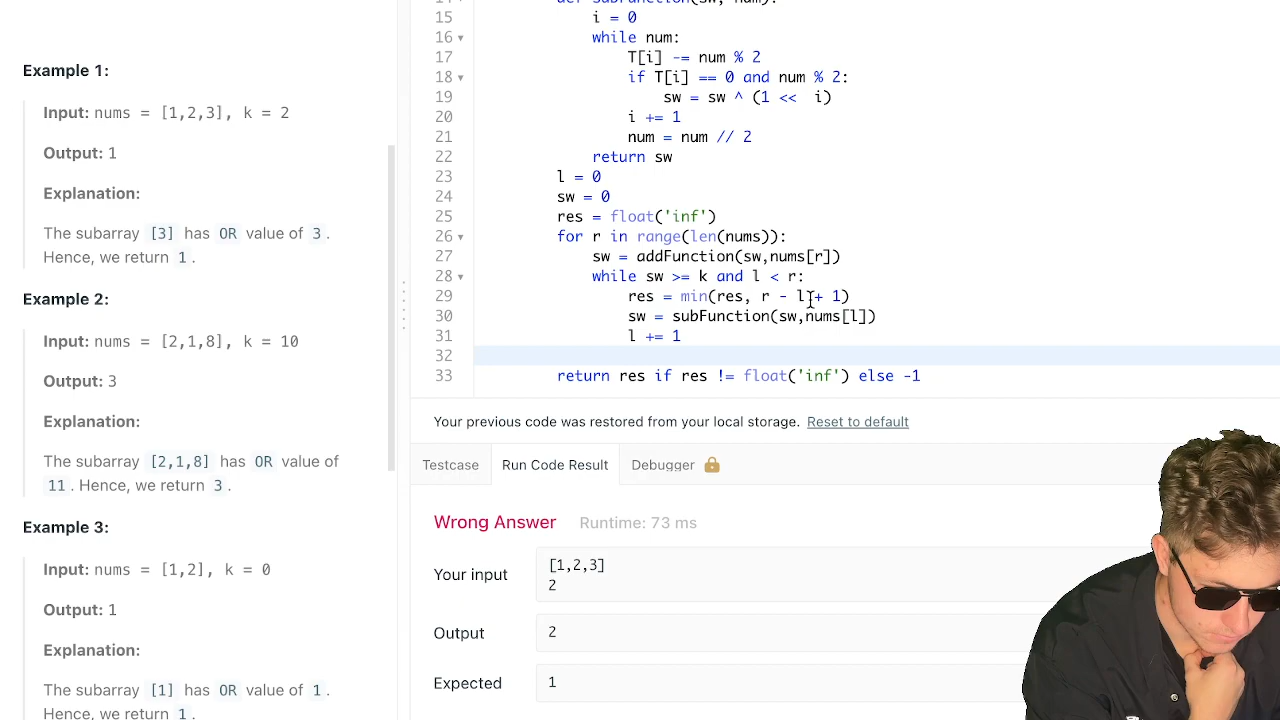 Example 1:
Input: nums = [1,2,3], k = 2
Output: 1
Explanation:
The subarray [3] has OR value of 3.
Hence, we return 1.
Example 2:
Input: nums = [2,1,8], k = 10
Output: 3
Explanation:
The subarray [2,1,8] has OR value of
11. Hence, we return 3.
Example 3:
Input: nums = [1,2], k = 0
Output: 1
Explanation:
The subarray [1] has OR value of 1.
Hence, we return 1.
15 i = 0
16 while num:
17 T[i] -= num % 2
18 if T[i] == 0 and num % 2:
19 sw = sw ^ (1 << i)
20 i += 1
21 num = num // 2
22 return sw
23 l = 0
24 sw = 0
25 res = float('inf')
26 for r in range(len(nums)):
27 sw = addFunction(sw,nums[r])
28 while sw >= k and l < r:
29 res = min(res, r - l + 1)
30 sw = subFunction(sw,nums[l])
31 l += 1
32
33 return res if res != float('inf') else -1
Your previous code was restored from your local storage. Reset to default
Testcase Run Code Result Debugger
Wrong Answer Runtime: 73 ms
Your input [1,2,3]
2
Output 2
Expected 1